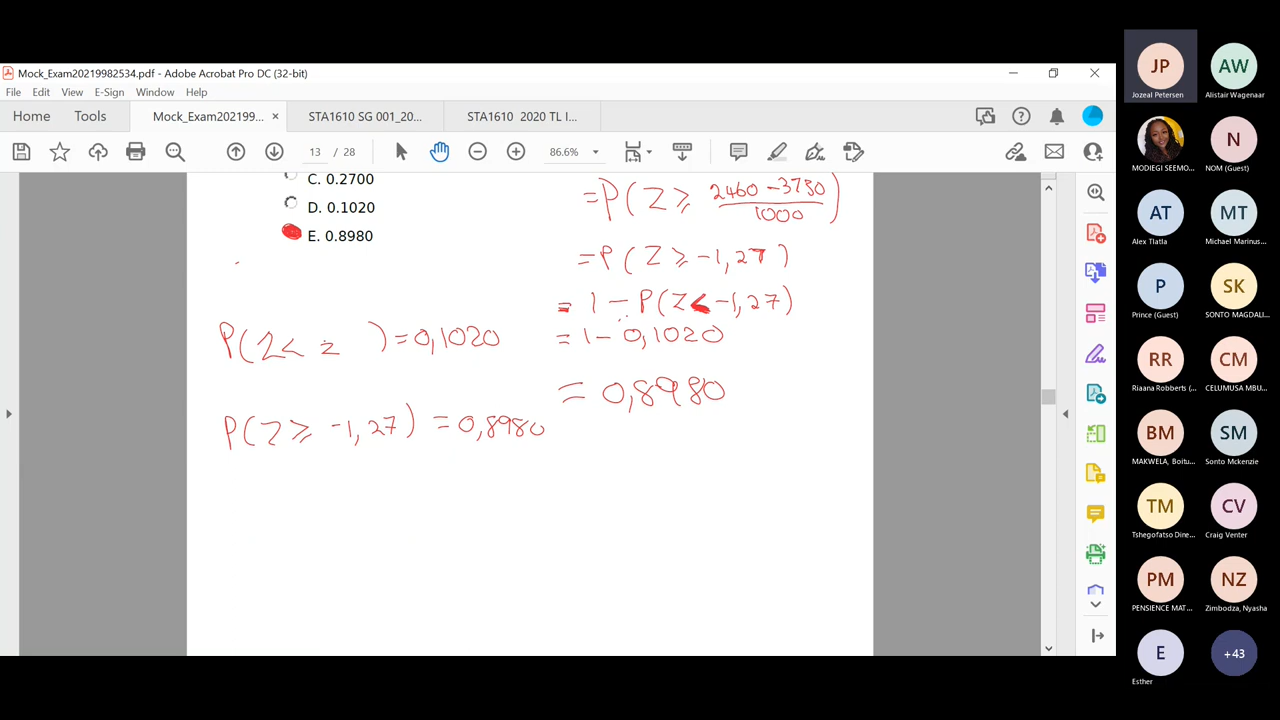 Mock_Exam20219982534.pdf - Adobe Acrobat Pro DC (32-bit)
File Edit View E-Sign Window Help
Home Tools Mock_Exam202199... × STA1610 SG 001_20... STA1610 2020 TL I...
13 / 28 86.6%
C. 0.2700
D. 0.1020
E. 0.8980
=P(Z≥ 2460-3730/1000)
=P(Z≥-1,27)
= 1-P(Z<-1,27)
P(Z<z )=0,1020
=1-0,1020
= 0,8980
P(Z≥ -1,27) =0,8980
JP
Jozeal Petersen
AW
Alistair Wagenaar
MODIEGI SEEMO...
N
NOM (Guest)
AT
Alex Tlatla
MT
Michael Marinus...
P
Prince (Guest)
SK
SONTO MAGDALI...
RR
Riaana Robberts (...
CM
CELUMUSA MBU...
BM
MAKWELA, Boitu...
SM
Sonto Mckenzie
TM
Tshegofatso Dine...
CV
Craig Venter
PM
PENSIENCE MAT...
NZ
Zimbodza, Nyasha
E
Esther
+43